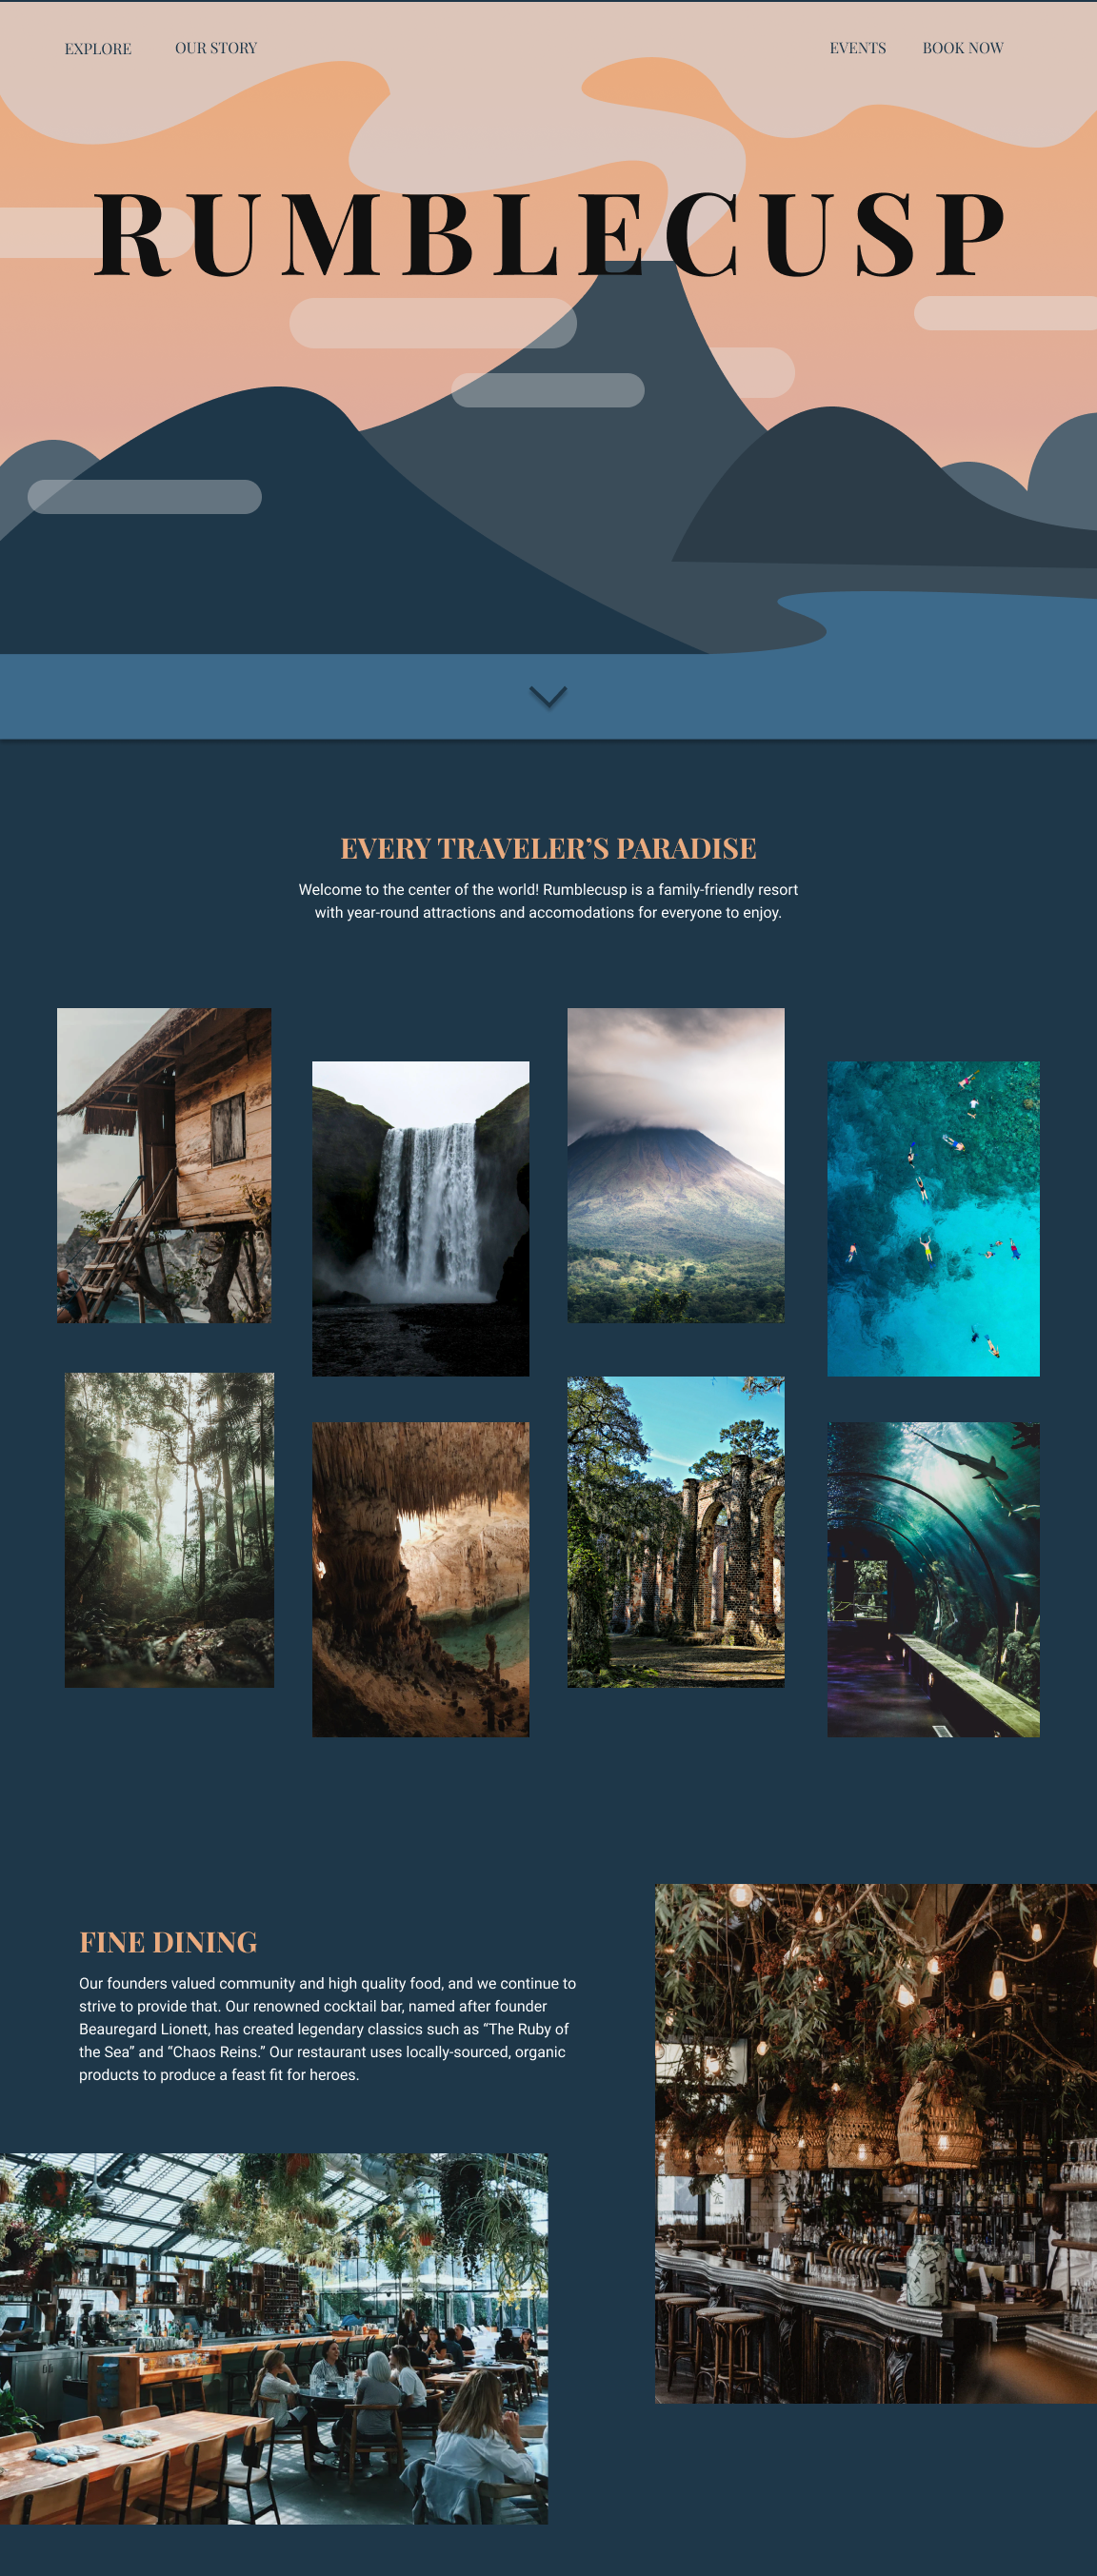 EXPLORE
OUR STORY
EVENTS
BOOK NOW
RUMBLECUSP
EVERY TRAVELER’S PARADISE
Welcome to the center of the world! Rumblecusp is a family-friendly resort
with year-round attractions and accomodations for everyone to enjoy.
FINE DINING
Our founders valued community and high quality food, and we continue to
strive to provide that. Our renowned cocktail bar, named after founder
Beauregard Lionett, has created legendary classics such as “The Ruby of
the Sea” and “Chaos Reins.” Our restaurant uses locally-sourced, organic
products to produce a feast fit for heroes.